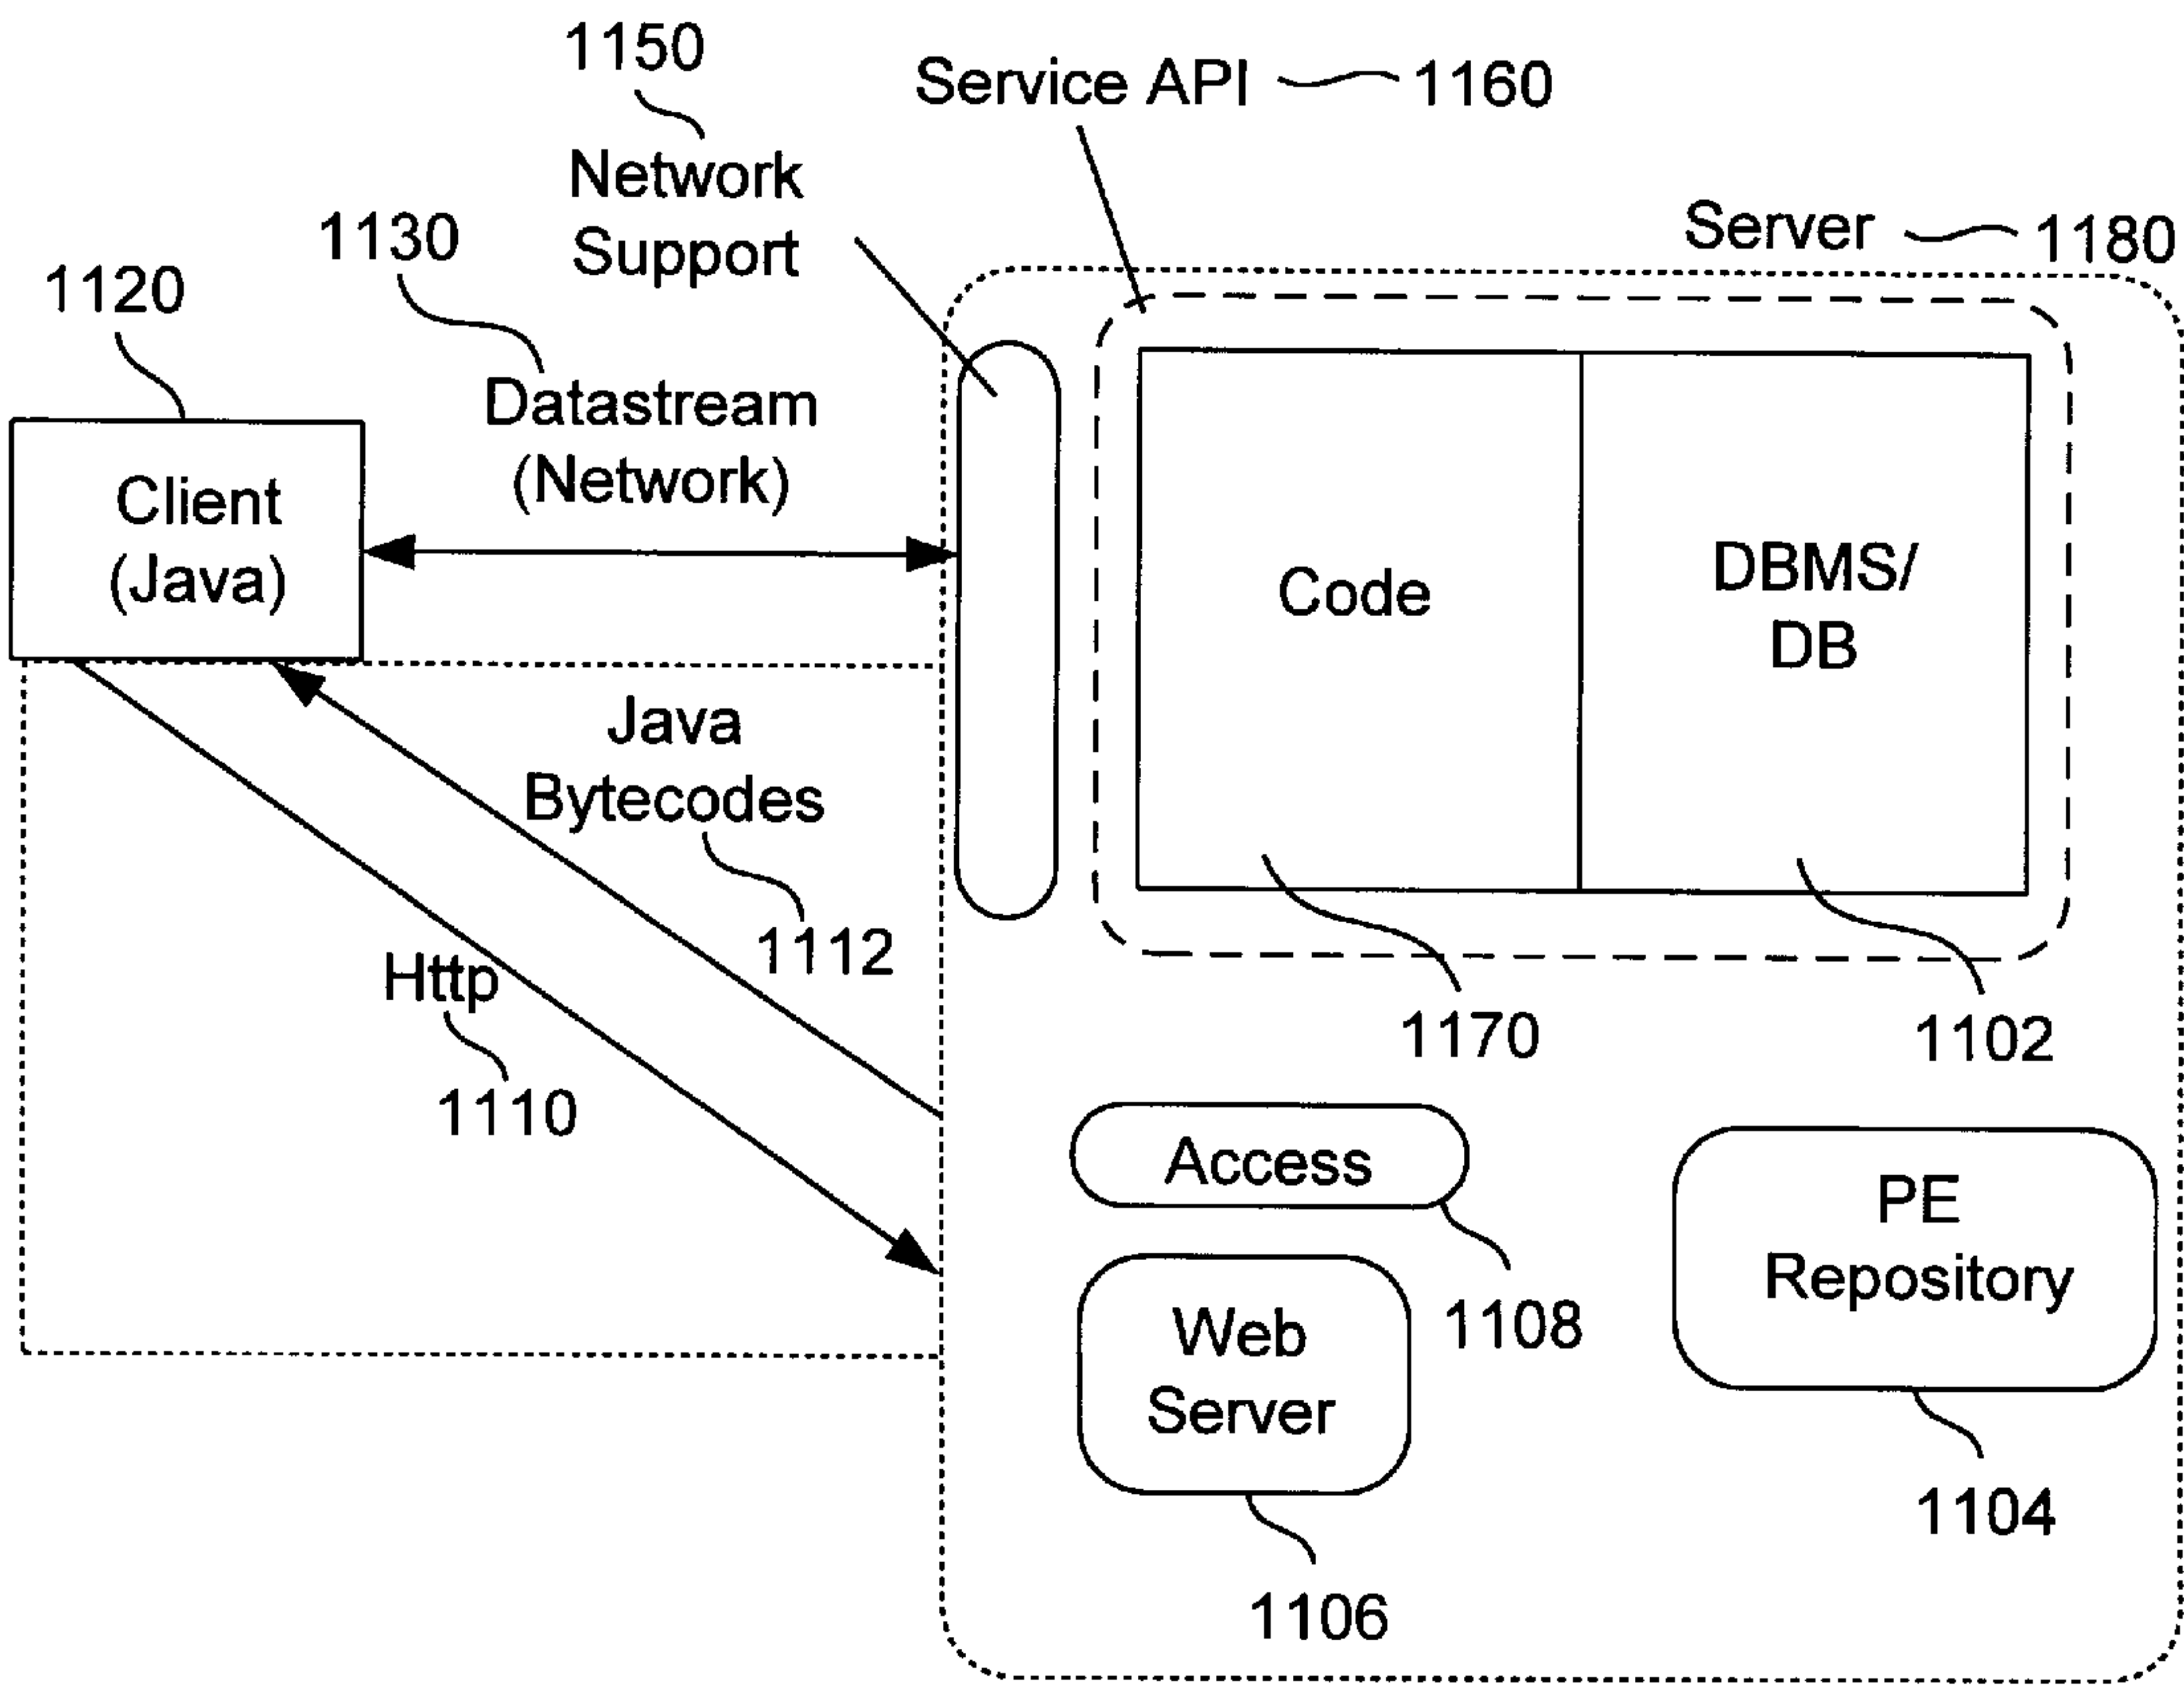 1150
Service API
1160
Network
Support
1130
Server
1180
1120
Datastream
(Network)
Client
(Java)
Code
DBMS/
DB
Java
Bytecodes
1112
Http
1110
1170
1102
Access
1108
PE
Repository
1104
Web
Server
1106